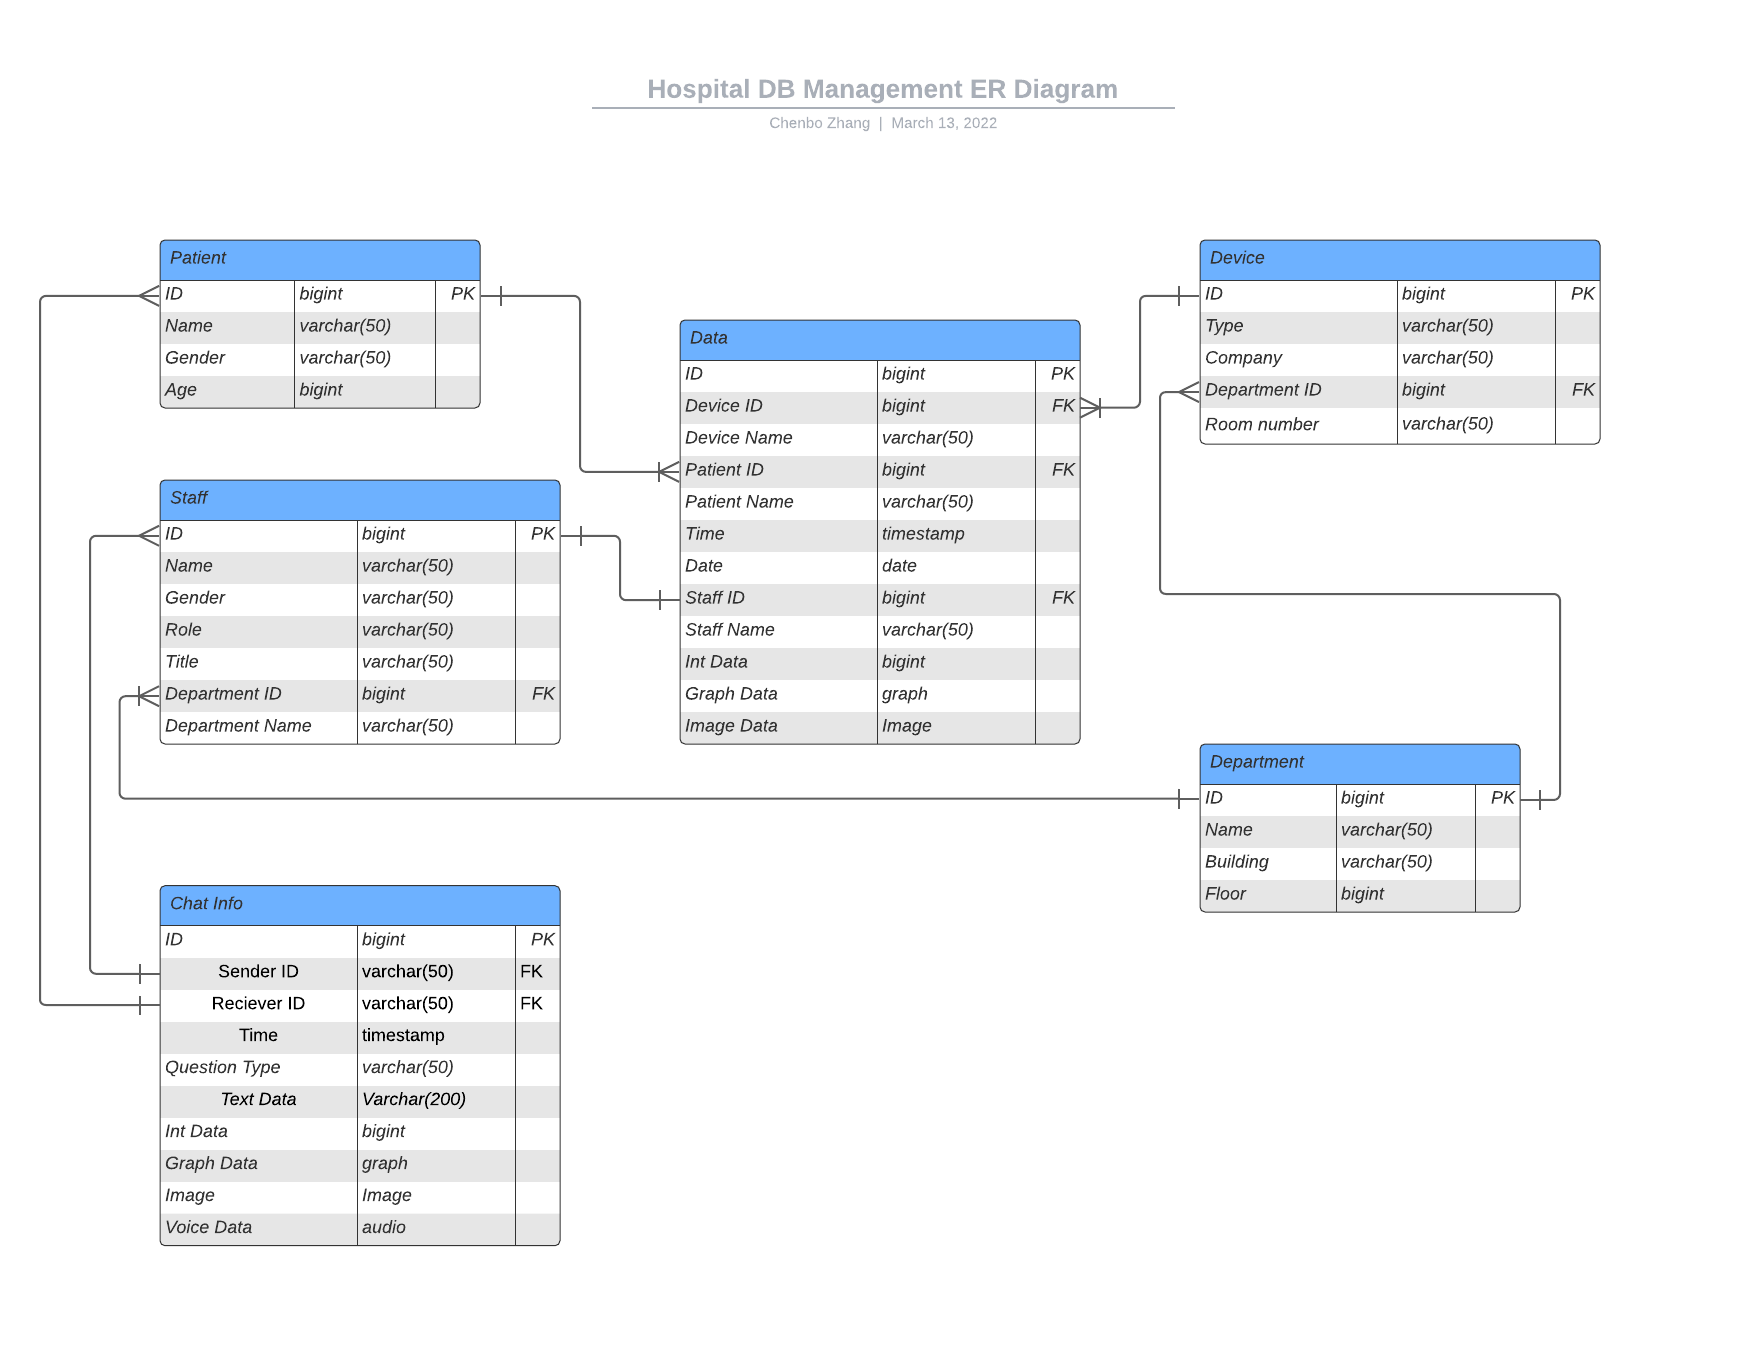 Hospital DB Management ER Diagram
Chenbo Zhang | March 13, 2022
Patient
ID bigint PK
Name varchar(50)
Gender varchar(50)
Age bigint
Staff
ID bigint PK
Name varchar(50)
Gender varchar(50)
Role varchar(50)
Title varchar(50)
Department ID bigint FK
Department Name varchar(50)
Chat Info
ID bigint PK
Sender ID varchar(50) FK
Reciever ID varchar(50) FK
Time timestamp
Question Type varchar(50)
Text Data Varchar(200)
Int Data bigint
Graph Data graph
Image Image
Voice Data audio
Data
ID bigint PK
Device ID bigint FK
Device Name varchar(50)
Patient ID bigint FK
Patient Name varchar(50)
Time timestamp
Date date
Staff ID bigint FK
Staff Name varchar(50)
Int Data bigint
Graph Data graph
Image Data Image
Device
ID bigint PK
Type varchar(50)
Company varchar(50)
Department ID bigint FK
Room number varchar(50)
Department
ID bigint PK
Name varchar(50)
Building varchar(50)
Floor bigint